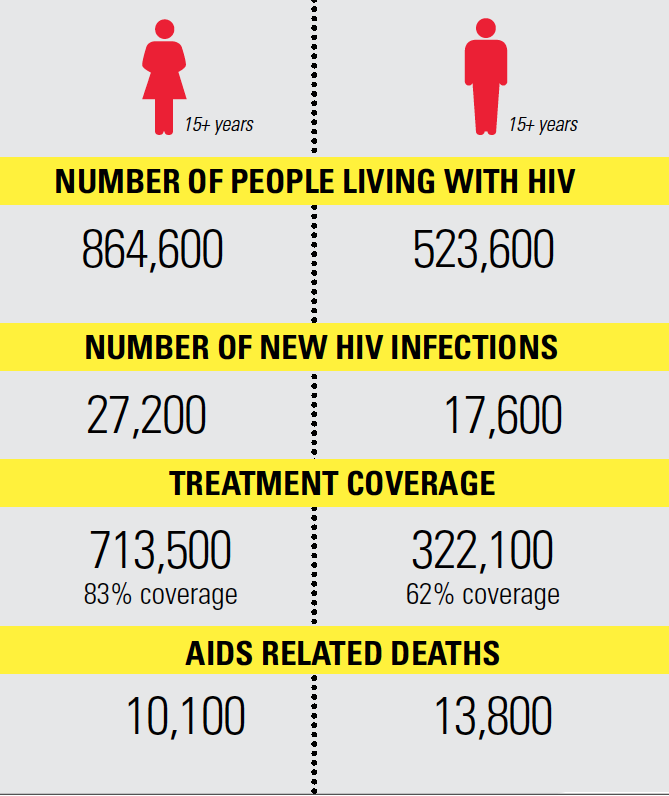 15+ years 15+ years
NUMBER OF PEOPLE LIVING WITH HIV
864,600 523,600
NUMBER OF NEW HIV INFECTIONS
27,200 17,600
TREATMENT COVERAGE
713,500 322,100
83% coverage 62% coverage
AIDS RELATED DEATHS
10,100 13,800